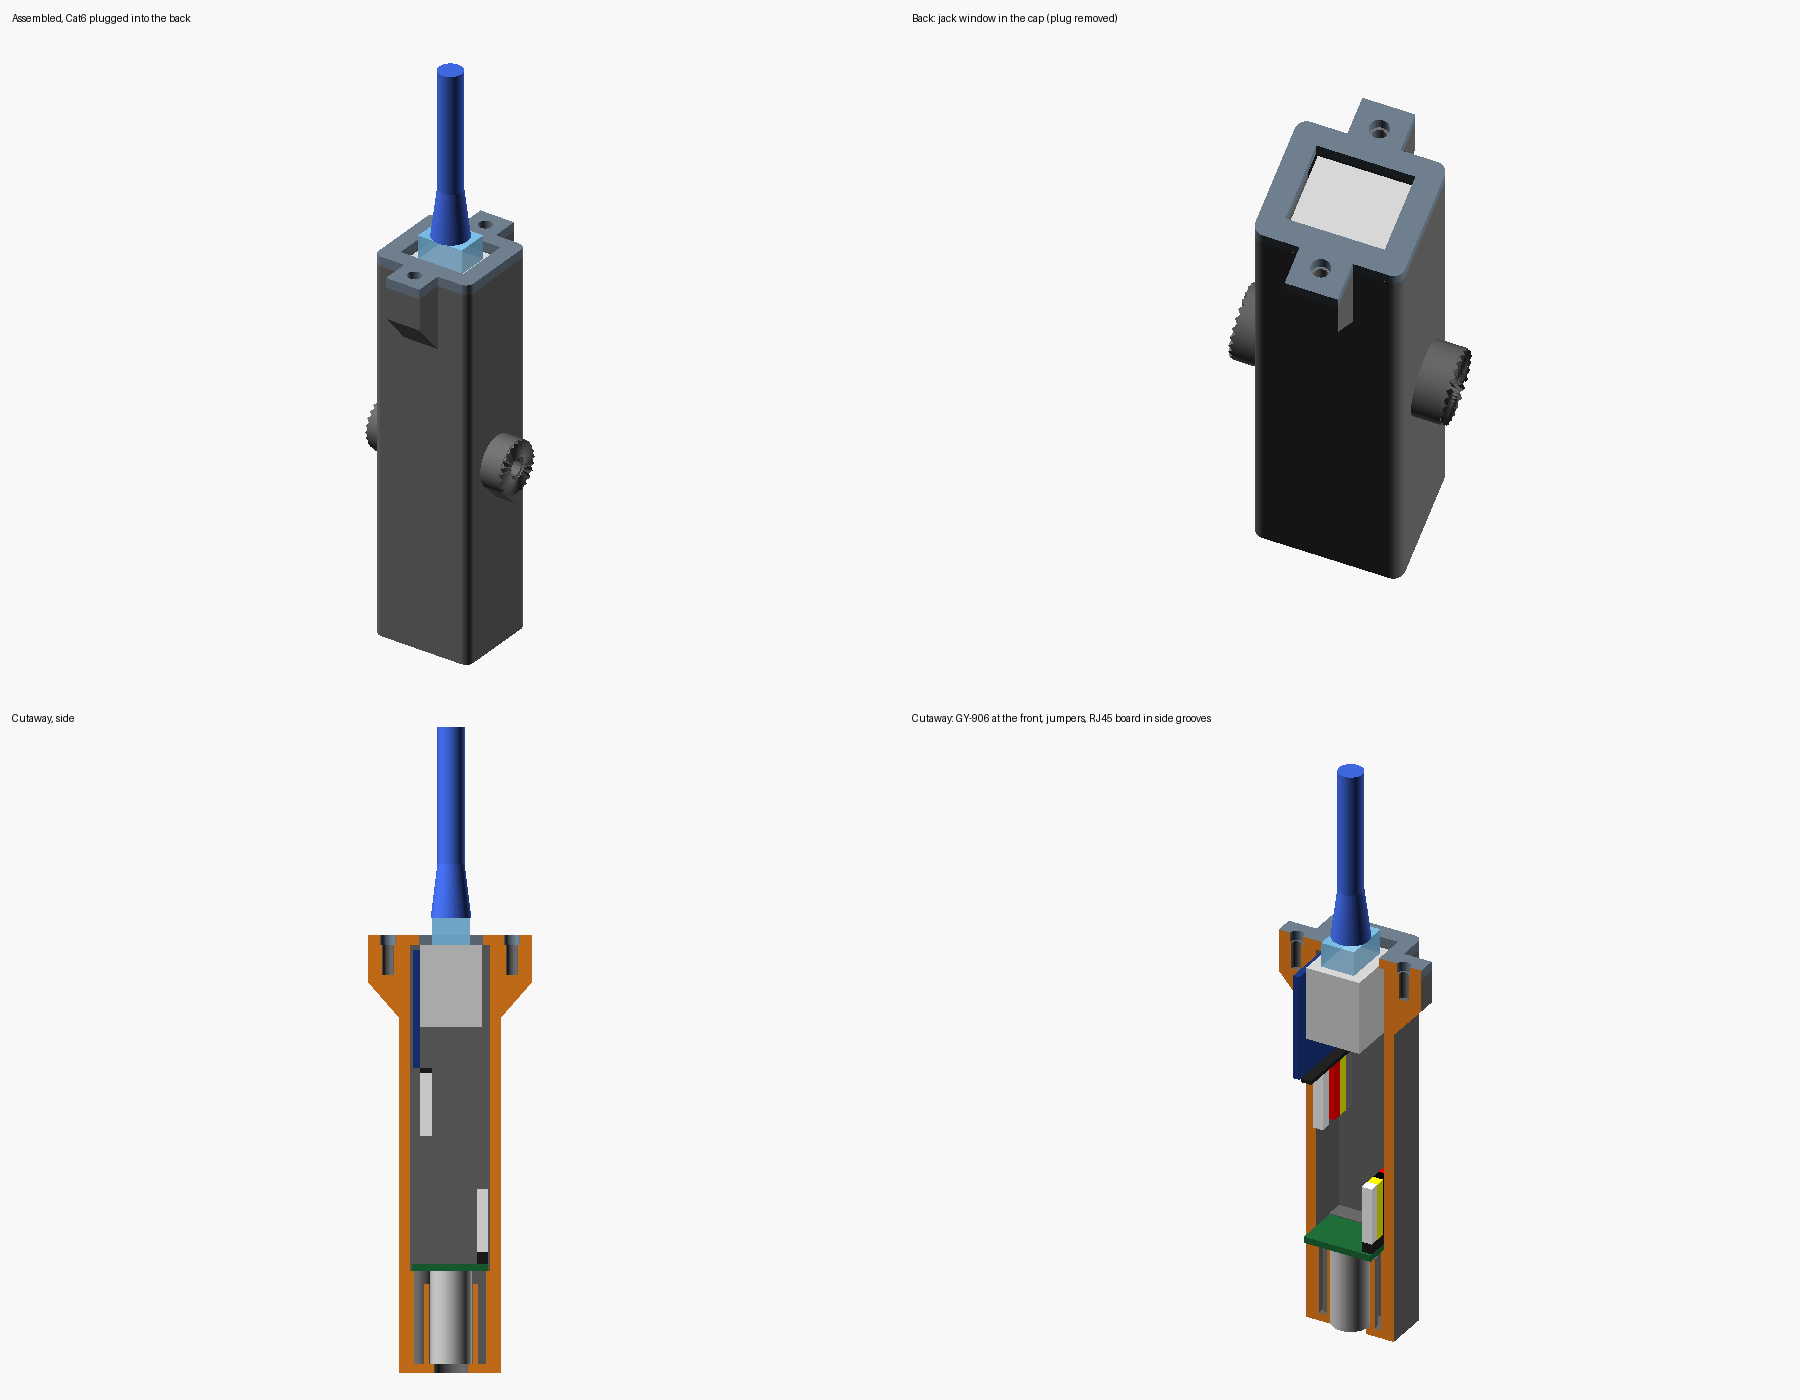 Assembled, Cat6 plugged into the back
Back: jack window in the cap (plug removed)
Cutaway, side
Cutaway: GY-906 at the front, jumpers, RJ45 board in side grooves